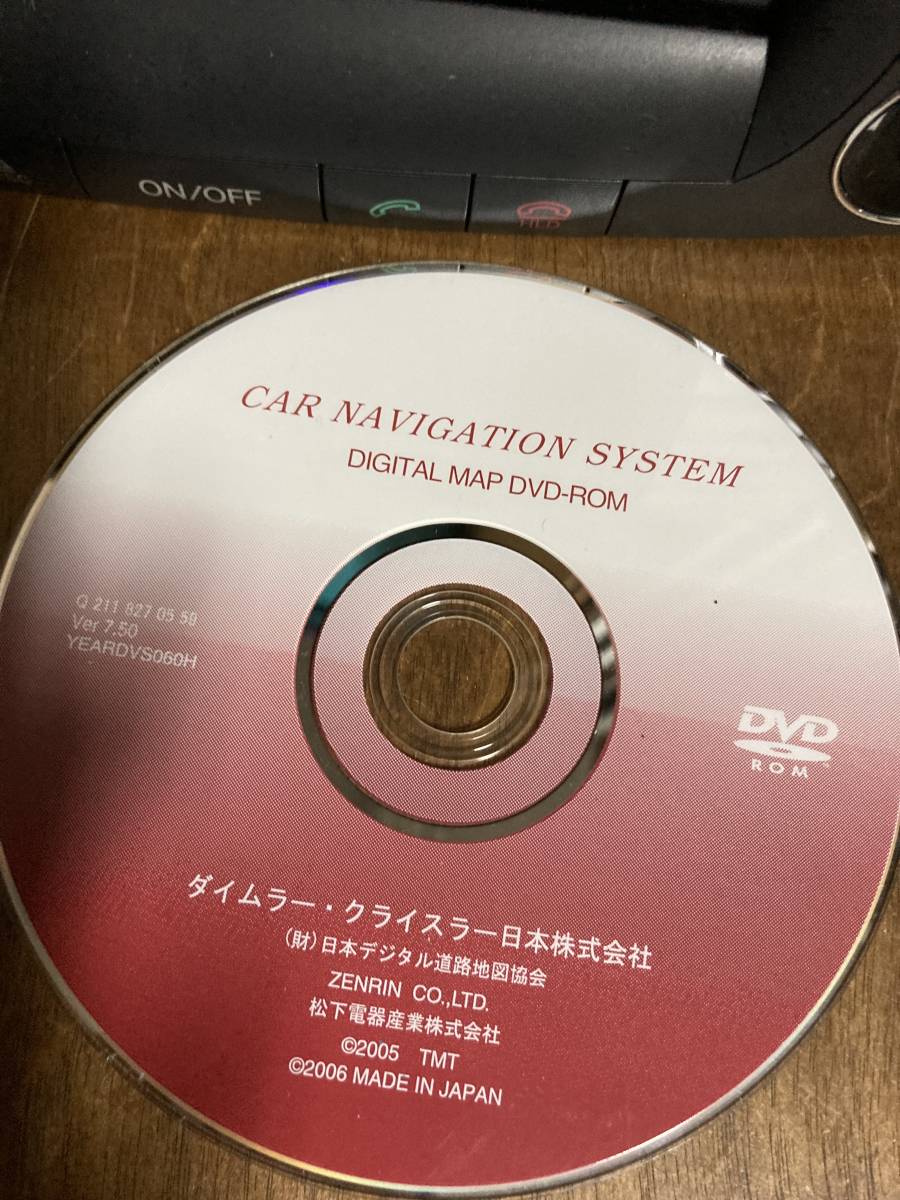 ON/OFF
CAR NAVIGATION SYSTEM
DIGITAL MAP DVD-ROM
Q 211 827 05 59
Ver 7.50
YEARDVS060H
DVD
ROM
ダイムラー・クライスラー日本株式会社
(財)日本デジタル道路地図協会
ZENRIN CO.,LTD.
松下電器産業株式会社
©2005 TMT
©2006 MADE IN JAPAN